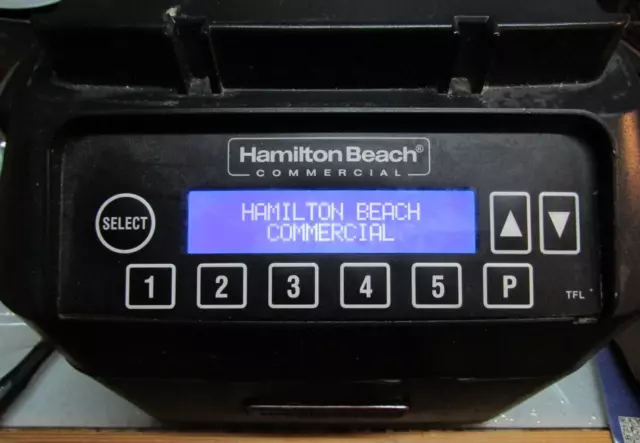 Hamilton Beach®
COMMERCIAL
SELECT
HAMILTON BEACH
COMMERCIAL
▲ ▼
1 2 3 4 5 P
TFL